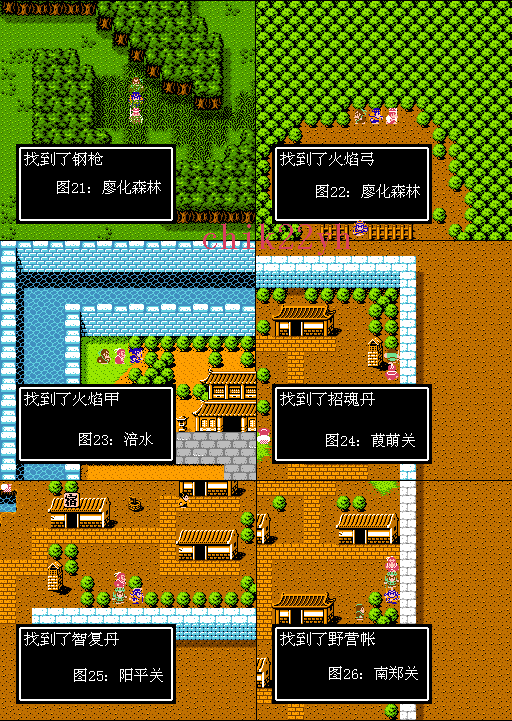 找到了钢枪
图21：廖化森林
找到了火焰弓
图22：廖化森林
chik22yh
找到了火焰甲
图23：涪水
找到了招魂丹
图24：葭萌关
宿
找到了智复丹
图25：阳平关
找到了野营帐
图26：南郑关